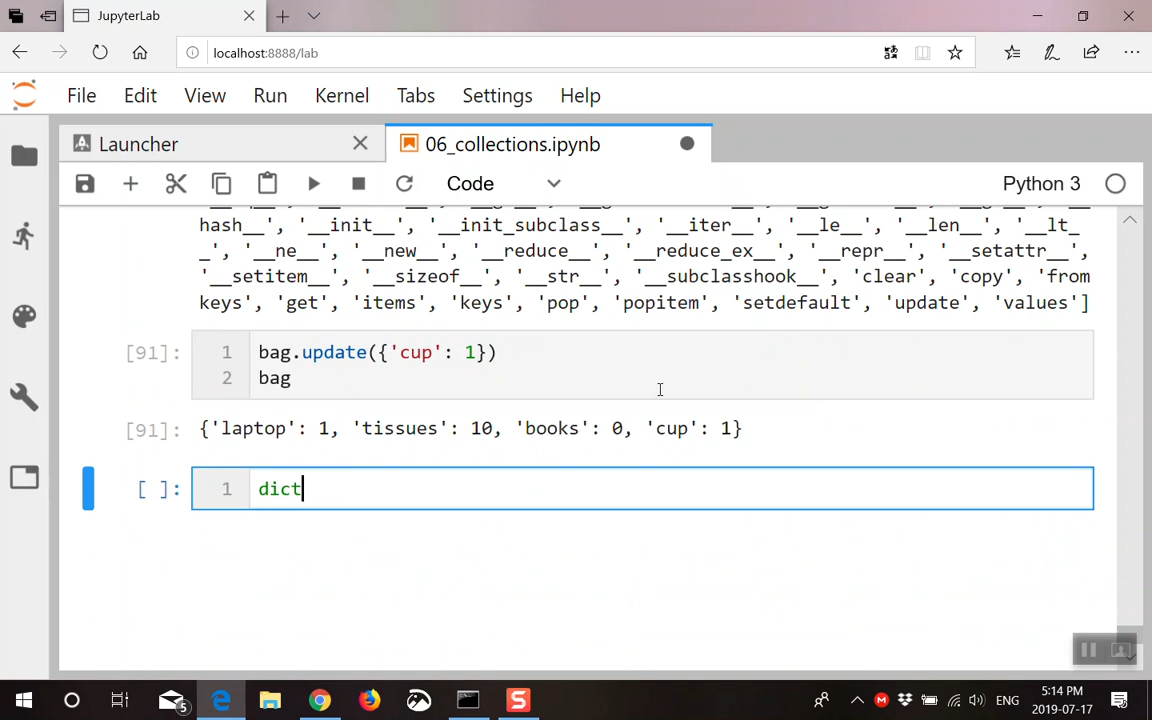 JupyterLab
localhost:8888/lab
File Edit View Run Kernel Tabs Settings Help
Launcher
06_collections.ipynb
Code
Python 3
hash__', '__init__', '__init_subclass__', '__iter__', '__le__', '__len__', '__lt_
_', '__ne__', '__new__', '__reduce__', '__reduce_ex__', '__repr__', '__setattr__',
'__setitem__', '__sizeof__', '__str__', '__subclasshook__', 'clear', 'copy', 'from
keys', 'get', 'items', 'keys', 'pop', 'popitem', 'setdefault', 'update', 'values']
[91]: 1 bag.update({'cup': 1})
2 bag
[91]: {'laptop': 1, 'tissues': 10, 'books': 0, 'cup': 1}
[ ]: 1 dict
5
ENG
5:14 PM
2019-07-17